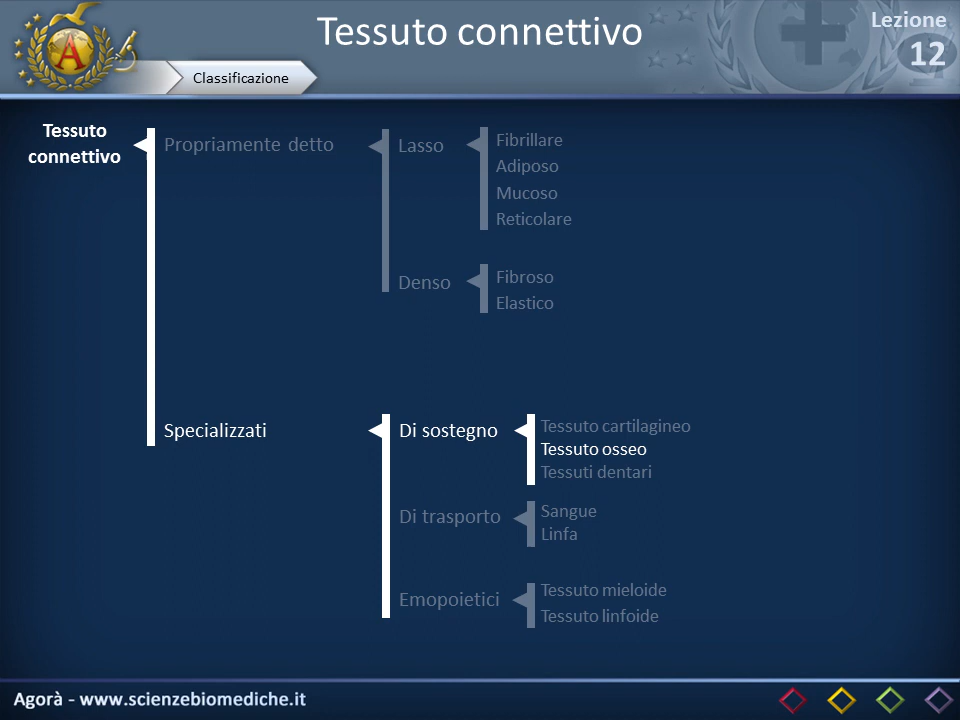 Tessuto connettivo
Lezione
12
Classificazione
Tessuto
connettivo
Propriamente detto
Lasso
Fibrillare
Adiposo
Mucoso
Reticolare
Denso
Fibroso
Elastico
Specializzati
Di sostegno
Tessuto cartilagineo
Tessuto osseo
Tessuti dentari
Di trasporto
Sangue
Linfa
Emopoietici
Tessuto mieloide
Tessuto linfoide
Agorà - www.scienzebiomediche.it